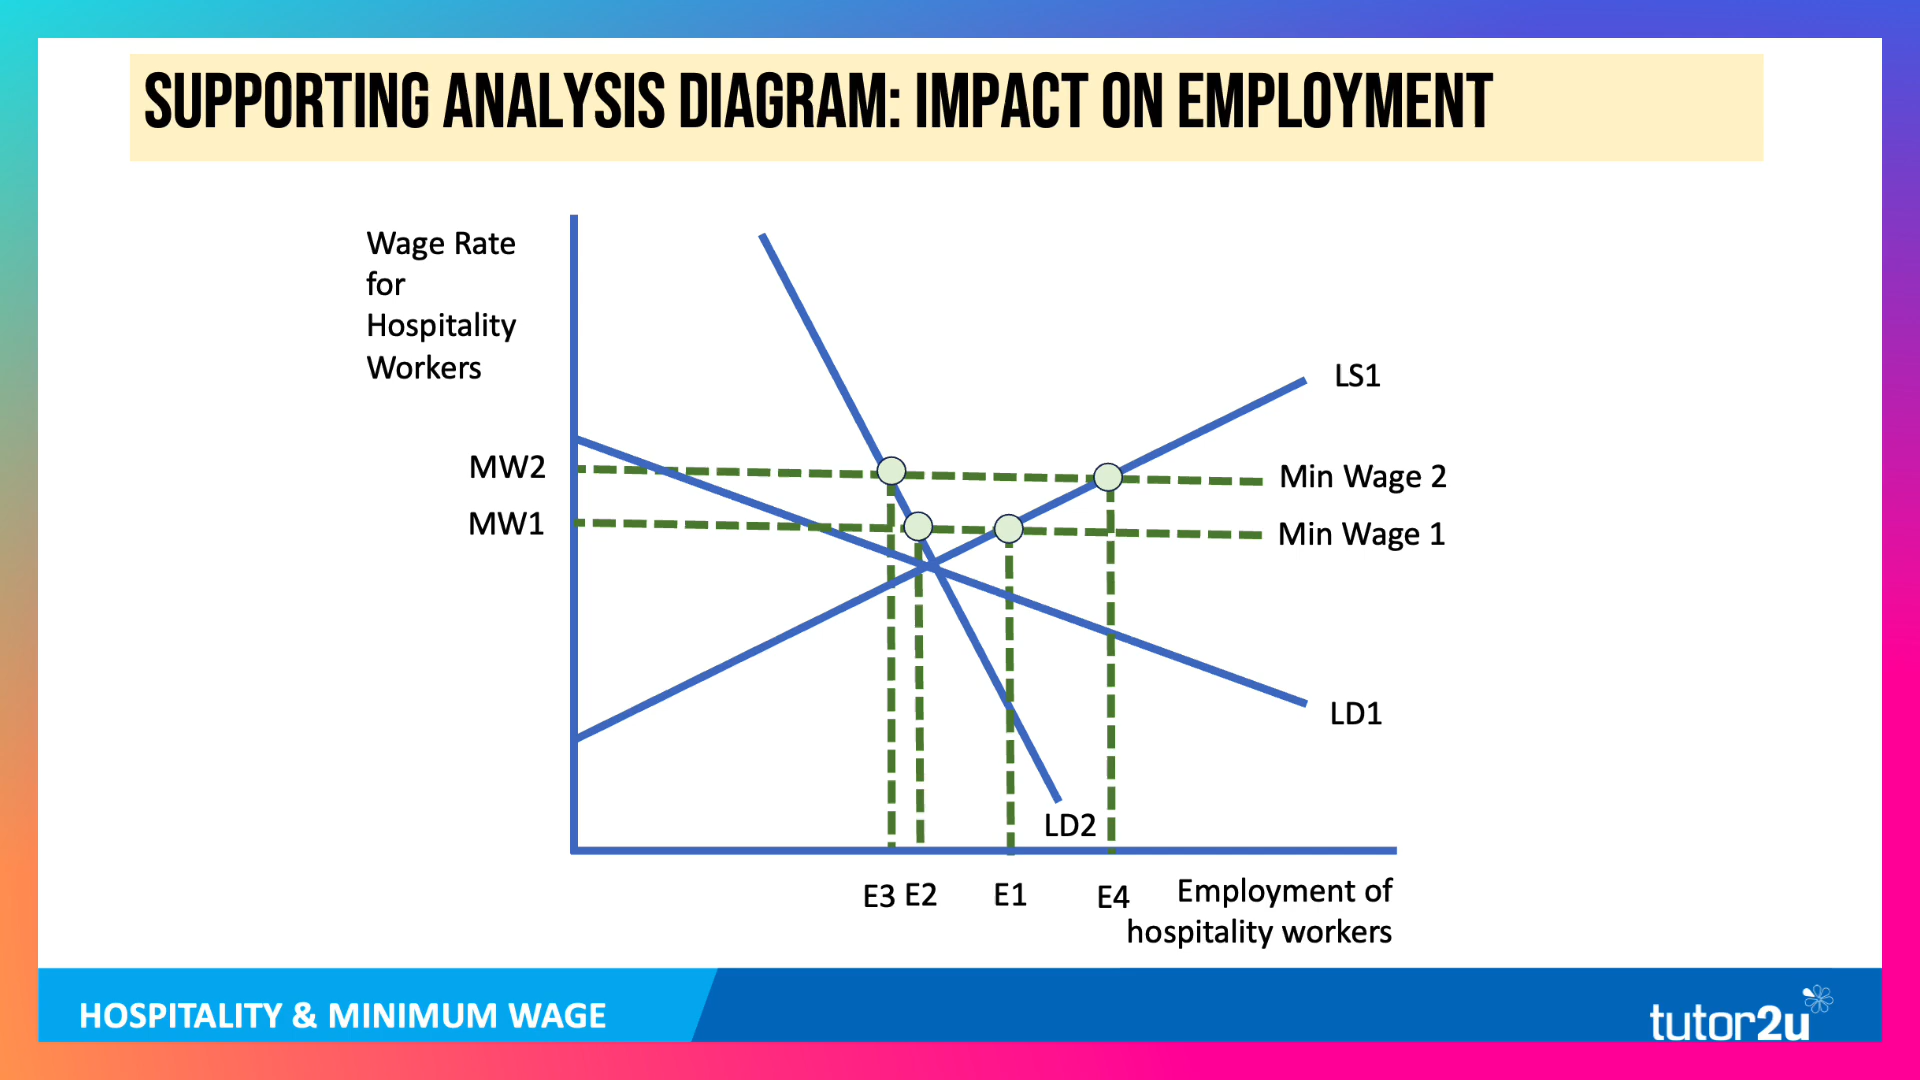 SUPPORTING ANALYSIS DIAGRAM: IMPACT ON EMPLOYMENT
Wage Rate
for
Hospitality
Workers
LS1
MW2
Min Wage 2
MW1
Min Wage 1
LD1
LD2
E3 E2 E1 E4
Employment of
hospitality workers
HOSPITALITY & MINIMUM WAGE
tutor2u